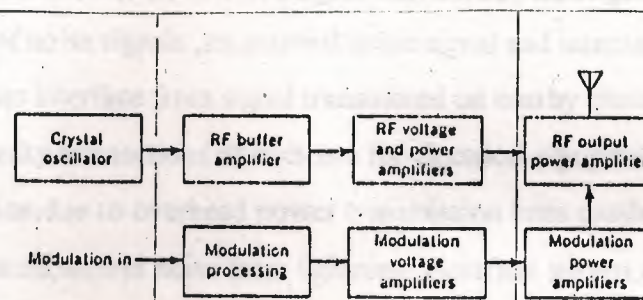 Crystal
oscillator
RF buffer
amplifier
RF voltage
and power
amplifiers
RF output
power amplifie
Modulation in
Modulation
processing
Modulation
voltage
amplifiers
Modulation
power
amplifiers